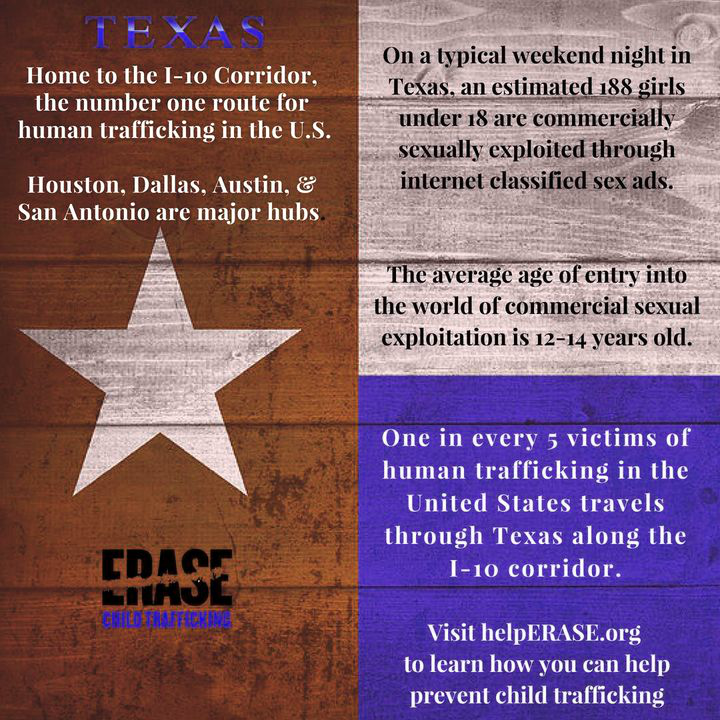 TEXAS
Home to the I-10 Corridor,
the number one route for
human trafficking in the U.S.
Houston, Dallas, Austin, &
San Antonio are major hubs.
ERASE
CHILD TRAFFICKING
On a typical weekend night in
Texas, an estimated 188 girls
under 18 are commercially
sexually exploited through
internet classified sex ads.
The average age of entry into
the world of commercial sexual
exploitation is 12-14 years old.
One in every 5 victims of
human trafficking in the
United States travels
through Texas along the
I-10 corridor.
Visit helpERASE.org
to learn how you can help
prevent child trafficking